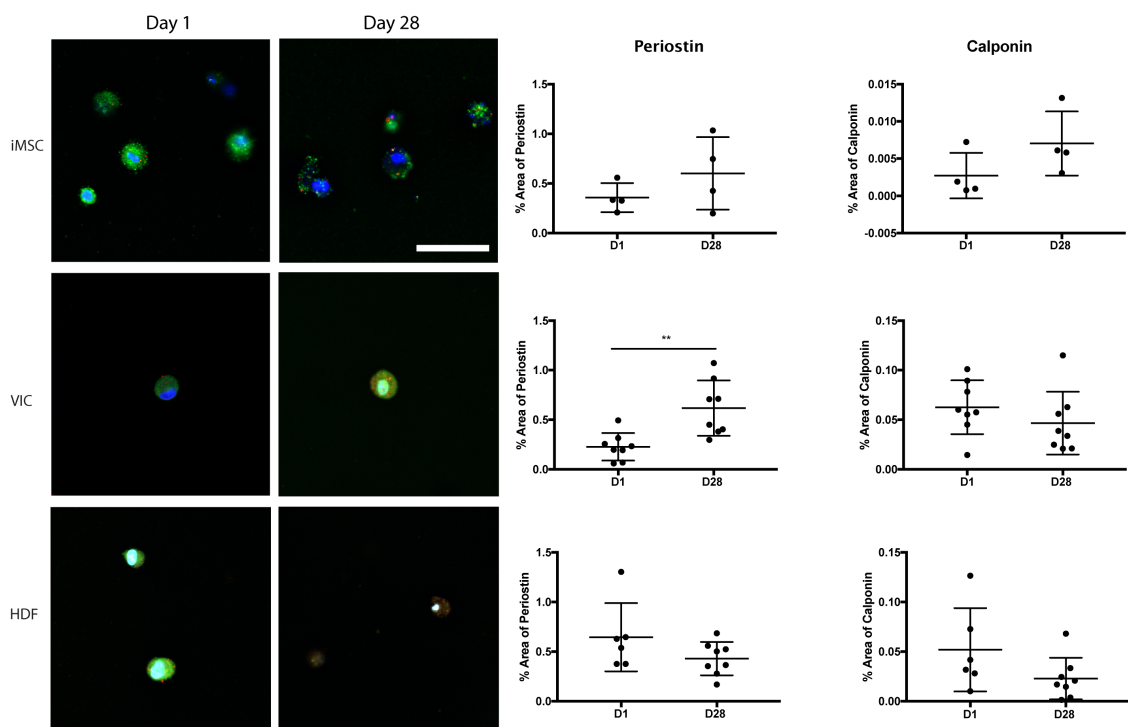 Day 1
Day 28
Periostin
Calponin
iMSC
% Area of Periostin
1.5
1.0
0.5
0.0
D1
D28
% Area of Calponin
0.015
0.010
0.005
0.000
-0.005
D1
D28
VIC
% Area of Periostin
1.5
1.0
0.5
0.0
**
D1
D28
% Area of Calponin
0.15
0.10
0.05
0.00
D1
D28
HDF
% Area of Periostin
1.5
1.0
0.5
0.0
D1
D28
% Area of Calponin
0.15
0.10
0.05
0.00
D1
D28